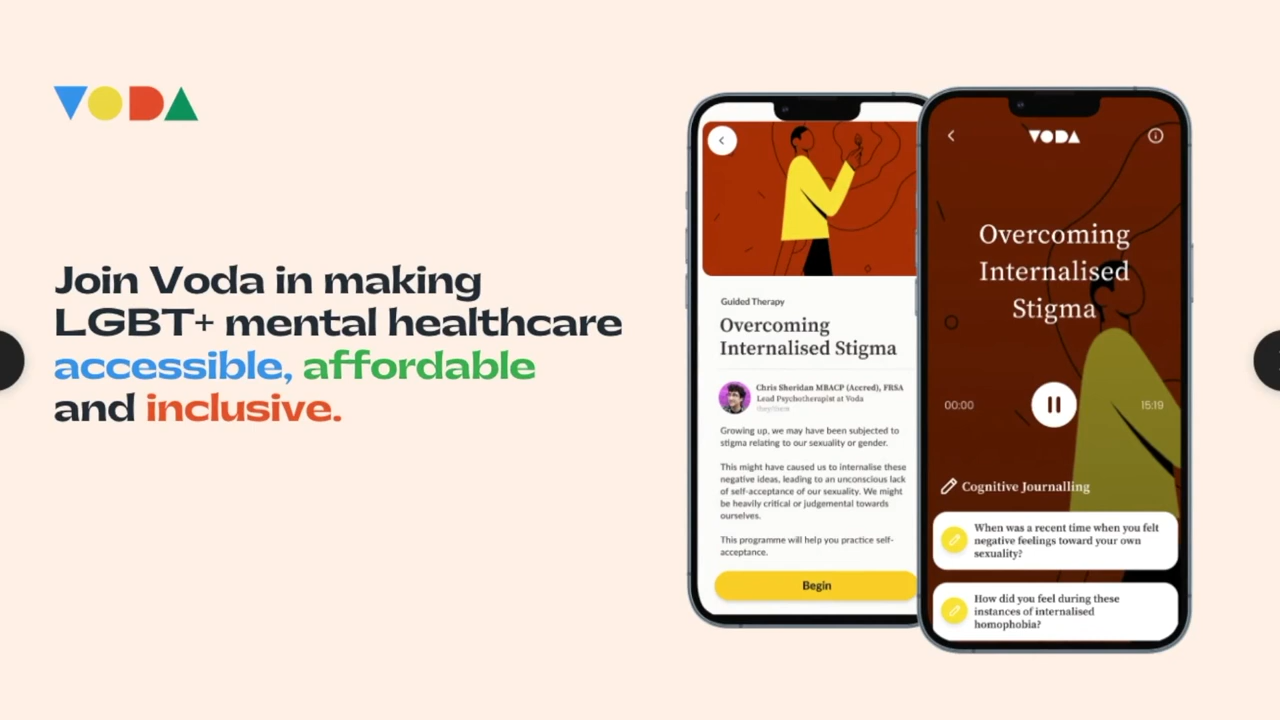 VODA
Join Voda in making
LGBT+ mental healthcare
accessible, affordable
and inclusive.
Guided Therapy
Overcoming
Internalised Stigma
Chris Sheridan MBACP (Accred), FRSA
Lead Psychotherapist at Voda
they/them
Growing up, we may have been subjected to
stigma relating to our sexuality or gender.
This might have caused us to internalise these
negative ideas, leading to an unconscious lack
of self-acceptance of our sexuality. We might
be heavily critical or judgemental towards
ourselves.
This programme will help you practice self-
acceptance.
Begin
VODA
Overcoming
Internalised
Stigma
00:00
15:19
Cognitive Journalling
When was a recent time when you felt
negative feelings toward your own
sexuality?
How did you feel during these
instances of internalised
homophobia?